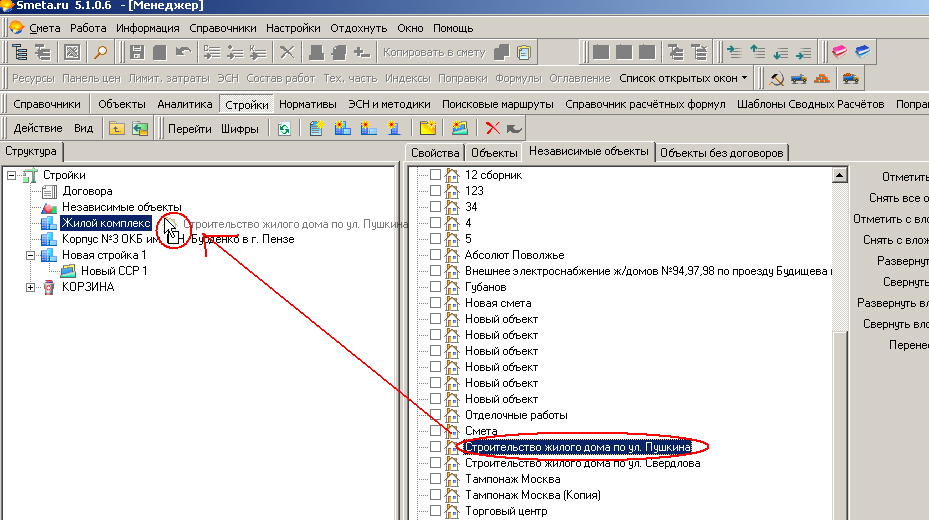 Smeta.ru 5.1.0.6 - [Менеджер]
Смета Работа Информация Справочники Настройки Отдохнуть Окно Помощь
Копировать в смету
Ресурсы Панель цен Лимит. затраты ЭСН Состав работ Тех. часть Индексы Поправки Формулы Оглавление Список открытых окон
Справочники Объекты Аналитика Стройки Нормативы ЭСН и методики Поисковые маршруты Справочник расчётных формул Шаблоны Сводных Расчётов Попра
Действие Вид Перейти Шифры
Структура
Стройки
Договора
Независимые объекты
Жилой комплекс
Строительство жилого дома по ул. Пушкина
Корпус №3 ОКБ им. Н. Бурденко в г. Пензе
Новая стройка 1
Новый ССР 1
КОРЗИНА
Свойства Объекты Независимые объекты Объекты без договоров
12 сборник
123
34
4
5
Абсолют Поволжье
Внешнее электроснабжение ж/домов №94,97,98 по проезду Будищева
Губанов
Новая смета
Новый объект
Новый объект
Новый объект
Новый объект
Новый объект
Новый объект
Отделочные работы
Смета
Строительство жилого дома по ул. Пушкина
Строительство жилого дома по ул. Свердлова
Тампонаж Москва
Тампонаж Москва (Копия)
Торговый центр
Отметить
Снять все о
Отметить с вло
Снять с влож
Развернут
Свернуть
Развернуть вл
Свернуть вло
Перенес